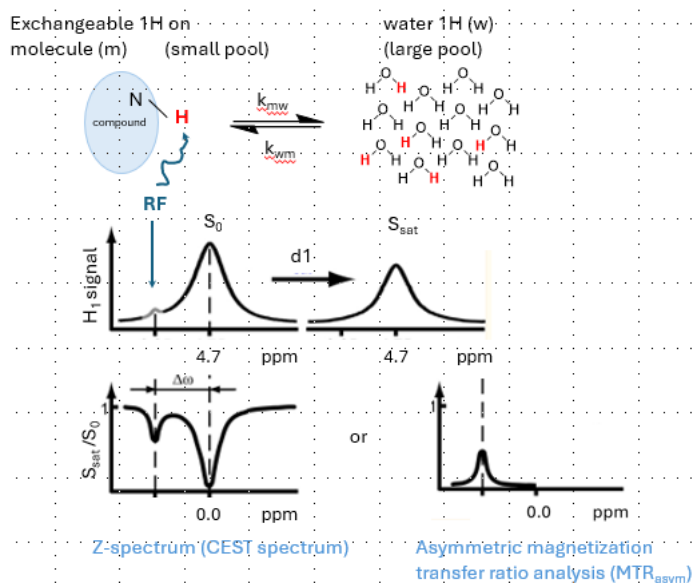 Exchangeable 1H on
molecule (m) (small pool)
water 1H (w)
(large pool)
N
H
compound
k_mw
k_wm
O
H H
O
H H
O
H H
O
H H
O
H H
O
H H
O
H H
O
H H
O
H H
O
H H
O
H H
RF
S0
Ssat
d1
H1 signal
4.7 ppm
4.7 ppm
Δω
1
Ssat/S0
0.0 ppm
or
1
0.0 ppm
Z-spectrum (CEST spectrum)
Asymmetric magnetization
transfer ratio analysis (MTRasym)